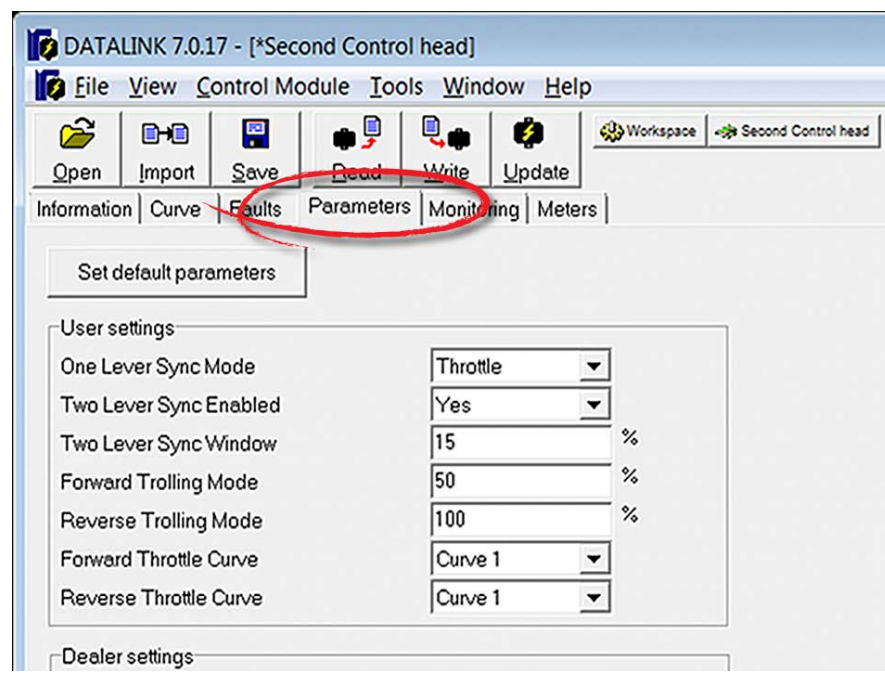 DATALINK 7.0.17 - [*Second Control head]
File View Control Module Tools Window Help
Open Import Save Read Write Update Workspace Second Control head
Information Curve Faults Parameters Monitoring Meters
Set default parameters
User settings
One Lever Sync Mode Throttle
Two Lever Sync Enabled Yes
Two Lever Sync Window 15 %
Forward Trolling Mode 50 %
Reverse Trolling Mode 100 %
Forward Throttle Curve Curve 1
Reverse Throttle Curve Curve 1
Dealer settings